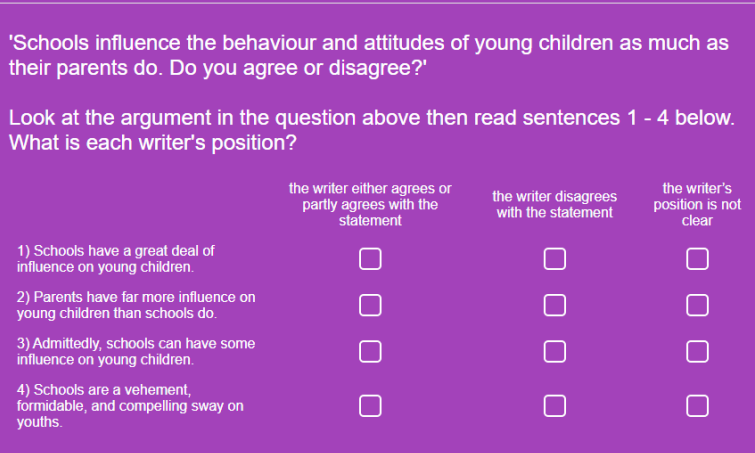 'Schools influence the behaviour and attitudes of young children as much as
their parents do. Do you agree or disagree?'
Look at the argument in the question above then read sentences 1 - 4 below.
What is each writer's position?
the writer either agrees or
partly agrees with the
statement
the writer disagrees
with the statement
the writer's
position is not
clear
1) Schools have a great deal of
influence on young children.
2) Parents have far more influence on
young children than schools do.
3) Admittedly, schools can have some
influence on young children.
4) Schools are a vehement,
formidable, and compelling sway on
youths.